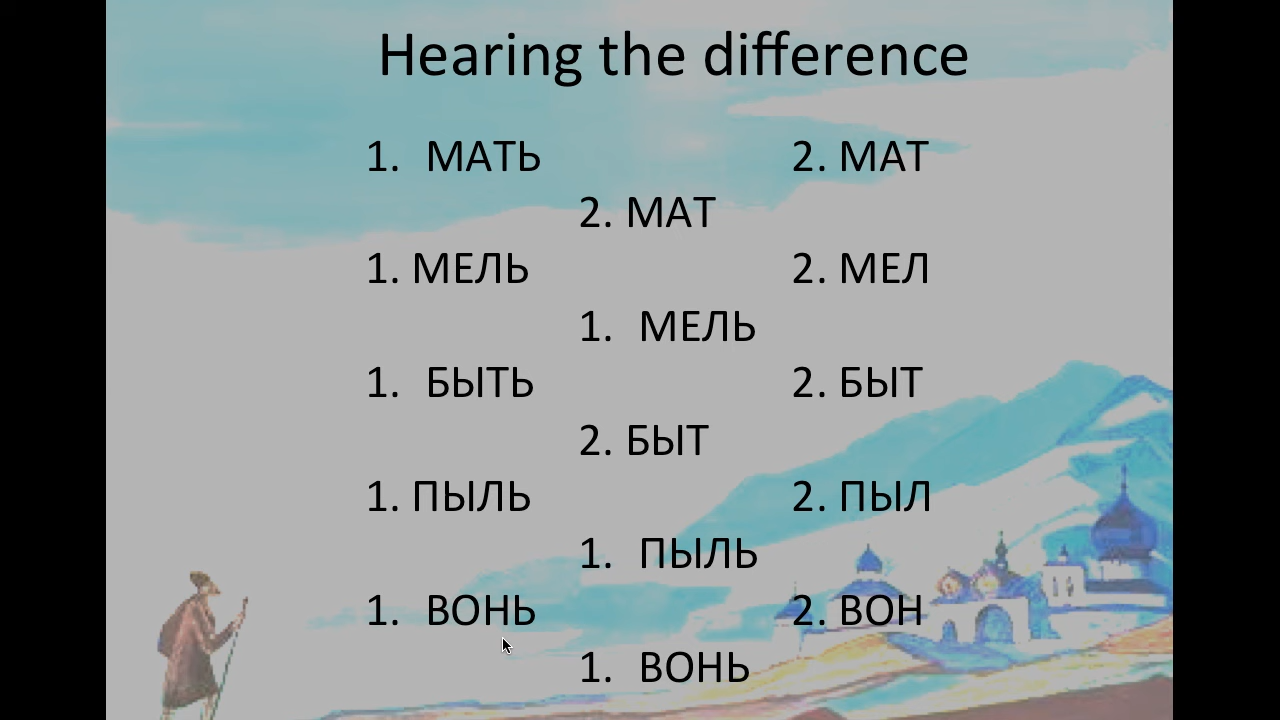 Hearing the difference
1. МАТЬ 2. МАТ
2. МАТ
1. МЕЛЬ 2. МЕЛ
1. МЕЛЬ
1. БЫТЬ 2. БЫТ
2. БЫТ
1. ПЫЛЬ 2. ПЫЛ
1. ПЫЛЬ
1. ВОНЬ 2. ВОН
1. ВОНЬ